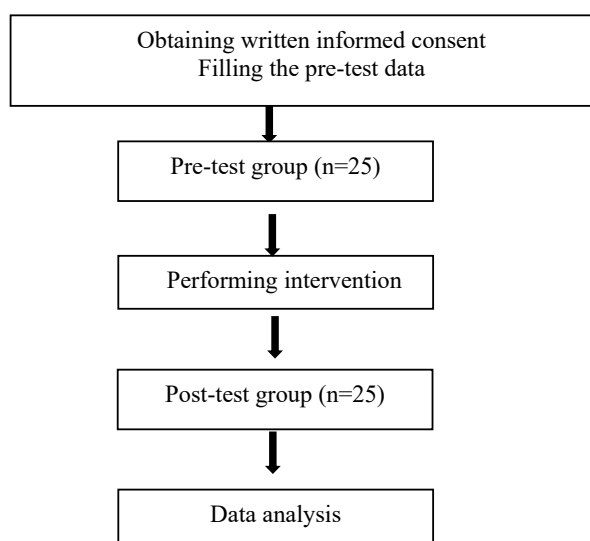 Obtaining written informed consent
Filling the pre-test data
Pre-test group (n=25)
Performing intervention
Post-test group (n=25)
Data analysis